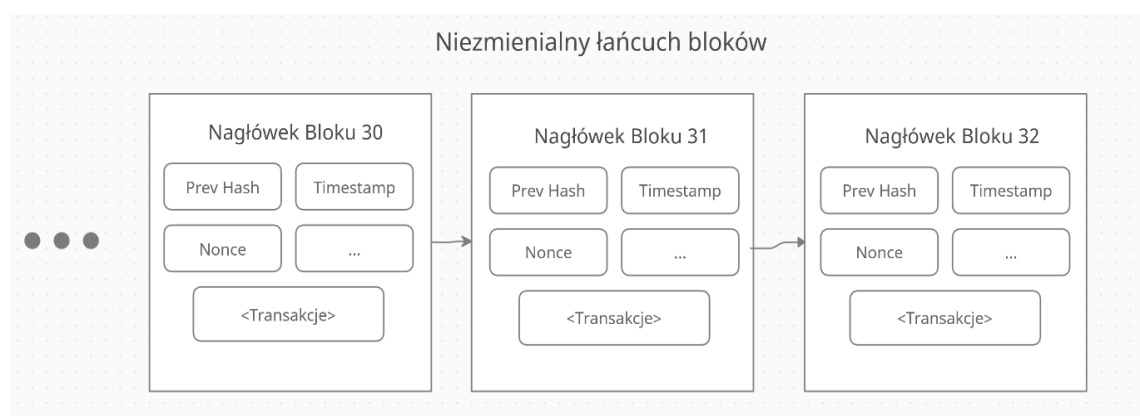 Niezmienialny łańcuch bloków
Nagłówek Bloku 30
Prev Hash
Timestamp
Nonce
...
<Transakcje>
Nagłówek Bloku 31
Prev Hash
Timestamp
Nonce
...
<Transakcje>
Nagłówek Bloku 32
Prev Hash
Timestamp
Nonce
...
<Transakcje>